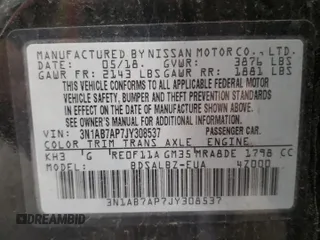 MANUFACTURED BY NISSAN MOTOR CO., LTD.
DATE: 05/18. GVWR: 3876 LBS
GAWR FR: 2143 LBS GAWR RR: 1881 LBS
THIS VEHICLE CONFORMS TO ALL APPLICABLE FEDERAL MOTOR
VEHICLE SAFETY, BUMPER AND THEFT PREVENTION STANDARDS IN
EFFECT ON THE DATE OF MANUFACTURE SHOWN ABOVE.
SEE OWNER'S MANUAL FOR ADDITIONAL INFORMATION
VIN: 3N1AB7AP7JY308537 PASSENGER CAR.
COLOR TRIM TRANS AXLE ENGINE
KH3 G RE0F11A GM35 MRA8DE 1798 CC
MODEL: BDSALBZ-EUA 4Z000
3N1AB7AP7JY308537